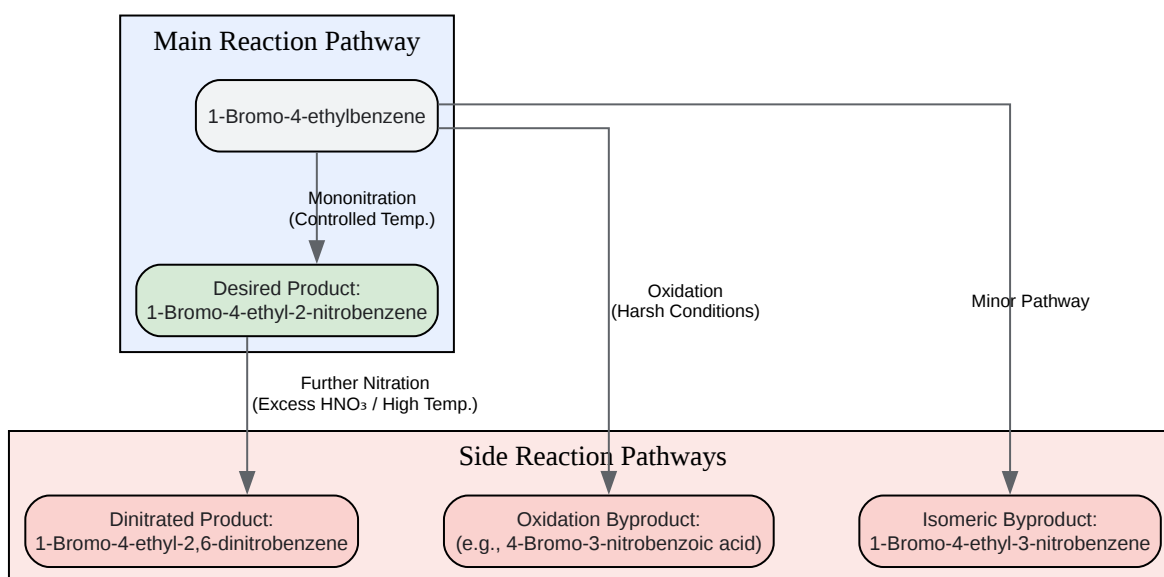 Main Reaction Pathway
1-Bromo-4-ethylbenzene
Mononitration
(Controlled Temp.)
Desired Product:
1-Bromo-4-ethyl-2-nitrobenzene
Oxidation
(Harsh Conditions)
Minor Pathway
Further Nitration
(Excess HNO₃ / High Temp.)
Side Reaction Pathways
Dinitrated Product:
1-Bromo-4-ethyl-2,6-dinitrobenzene
Oxidation Byproduct:
(e.g., 4-Bromo-3-nitrobenzoic acid)
Isomeric Byproduct:
1-Bromo-4-ethyl-3-nitrobenzene